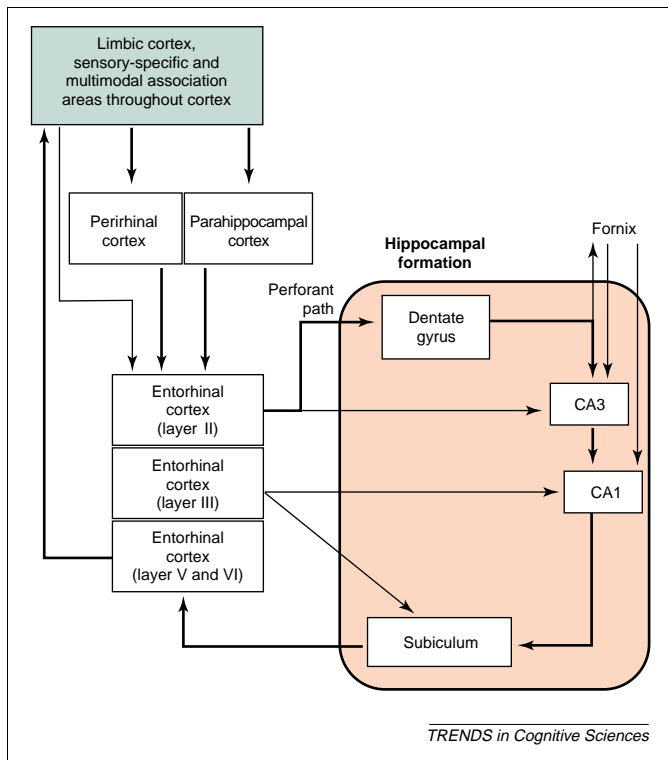 Limbic cortex,
sensory-specific and
multimodal association
areas throughout cortex
Perirhinal
cortex
Parahippocampal
cortex
Hippocampal
formation
Fornix
Perforant
path
Dentate
gyrus
Entorhinal
cortex
(layer II)
CA3
Entorhinal
cortex
(layer III)
CA1
Entorhinal
cortex
(layer V and VI)
Subiculum
TRENDS in Cognitive Sciences